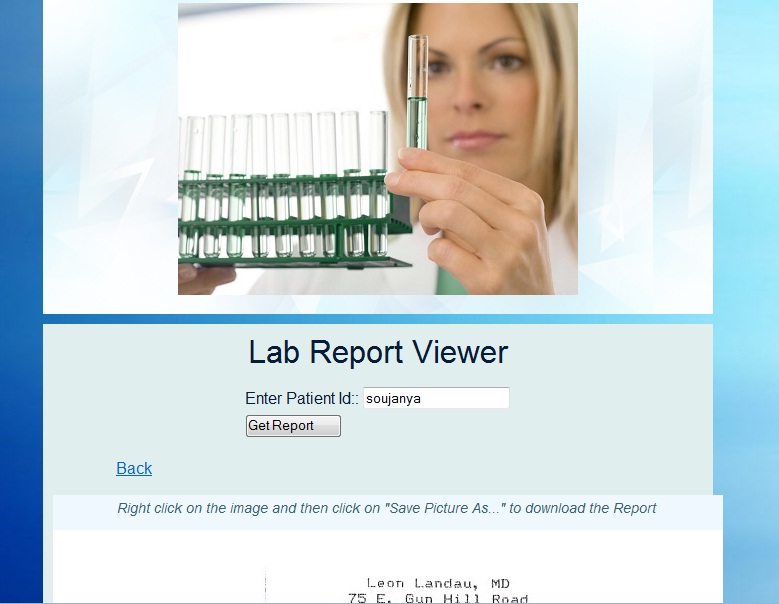 Lab Report Viewer
Enter Patient Id:: soujanya
Get Report
Back
Right click on the image and then click on "Save Picture As..." to download the Report
Leon Landau, MD
75 E. Gun Hill Road